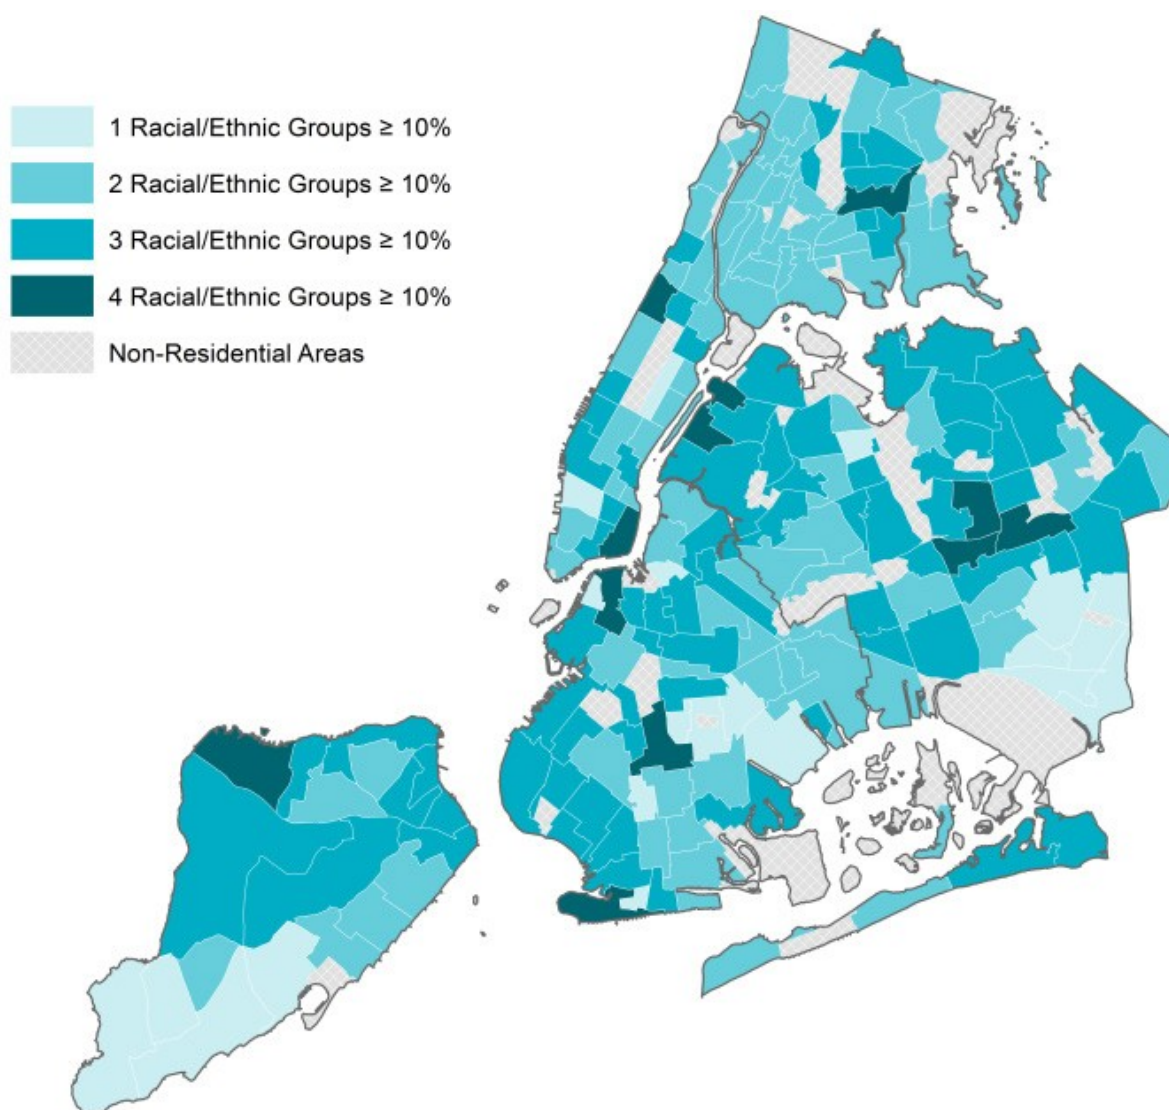 1 Racial/Ethnic Groups ≥ 10%
2 Racial/Ethnic Groups ≥ 10%
3 Racial/Ethnic Groups ≥ 10%
4 Racial/Ethnic Groups ≥ 10%
Non-Residential Areas